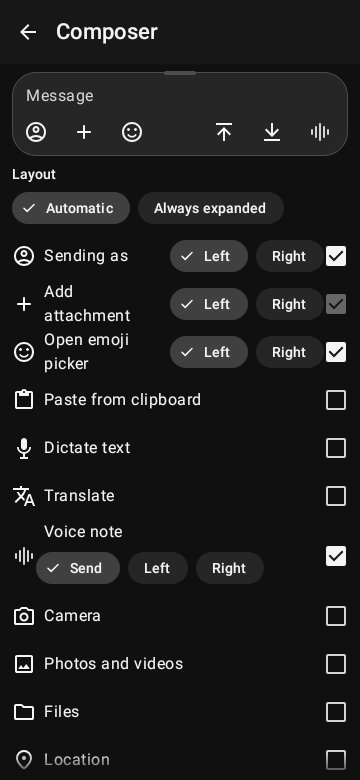 Composer
Message
Layout
Automatic
Always expanded
Sending as
Left
Right
Add
attachment
Left
Right
Open emoji
picker
Left
Right
Paste from clipboard
Dictate text
Translate
Voice note
Send
Left
Right
Camera
Photos and videos
Files
Location